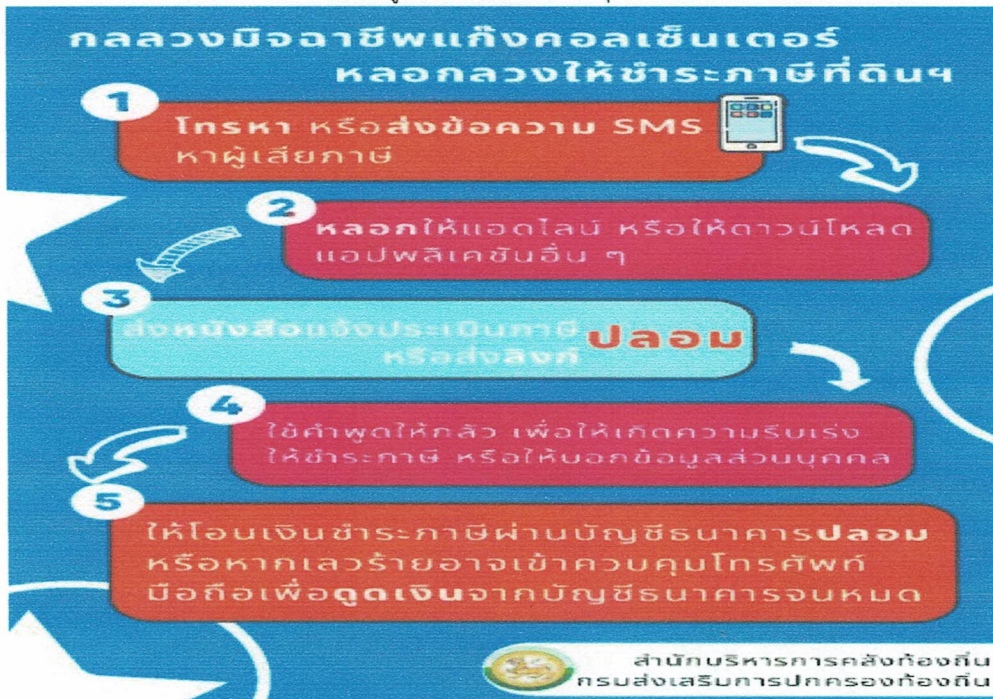 กลลวงมิจฉาชีพแก๊งคอลเซ็นเตอร์
หลอกลวงให้ชำระภาษีที่ดินฯ
1
โทรหา หรือส่งข้อความ SMS
หาผู้เสียภาษี
2
หลอกให้แอดไลน์ หรือให้ดาวน์โหลด
แอปพลิเคชันอื่น ๆ
3
ส่งหนังสือแจ้งประเมินภาษี
หรือส่งลิงก์ ปลอม
4
ใช้คำพูดให้กลัว เพื่อให้เกิดความรีบเร่ง
ให้ชำระภาษี หรือให้บอกข้อมูลส่วนบุคคล
5
ให้โอนเงินชำระภาษีผ่านบัญชีธนาคารปลอม
หรือหากเลวร้ายอาจเข้าควบคุมโทรศัพท์
มือถือเพื่อดูดเงินจากบัญชีธนาคารจนหมด
สำนักบริหารการคลังท้องถิ่น
กรมส่งเสริมการปกครองท้องถิ่น